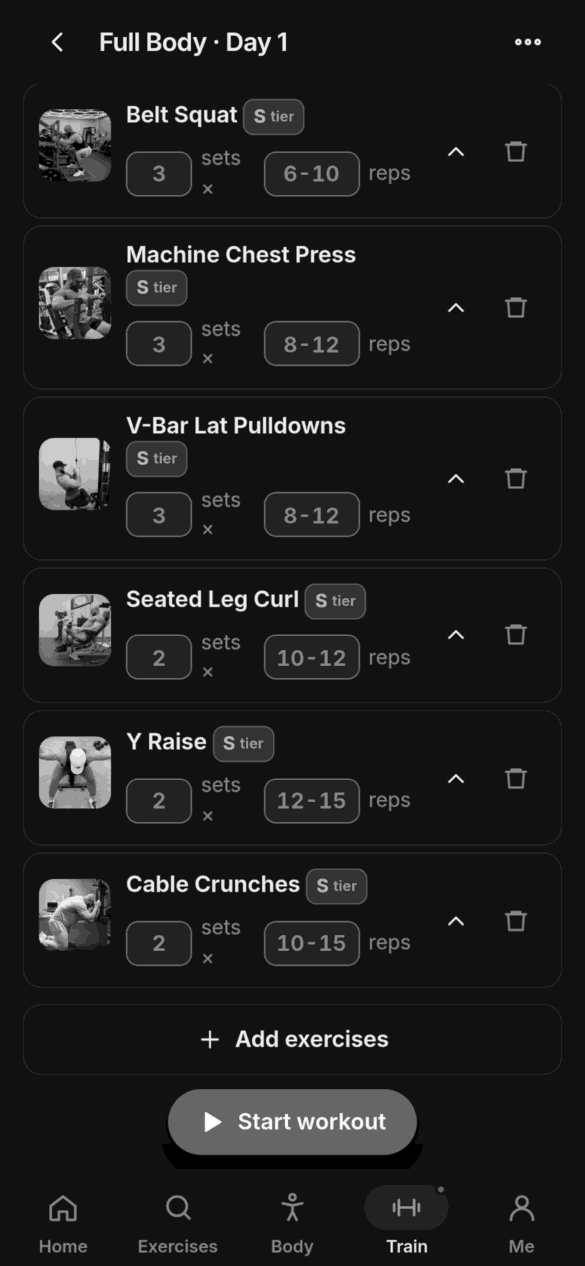 Full Body · Day 1
Belt Squat S tier
3 sets × 6-10 reps
Machine Chest Press
S tier
3 sets × 8-12 reps
V-Bar Lat Pulldowns
S tier
3 sets × 8-12 reps
Seated Leg Curl S tier
2 sets × 10-12 reps
Y Raise S tier
2 sets × 12-15 reps
Cable Crunches S tier
2 sets × 10-15 reps
+ Add exercises
Start workout
Home Exercises Body Train Me